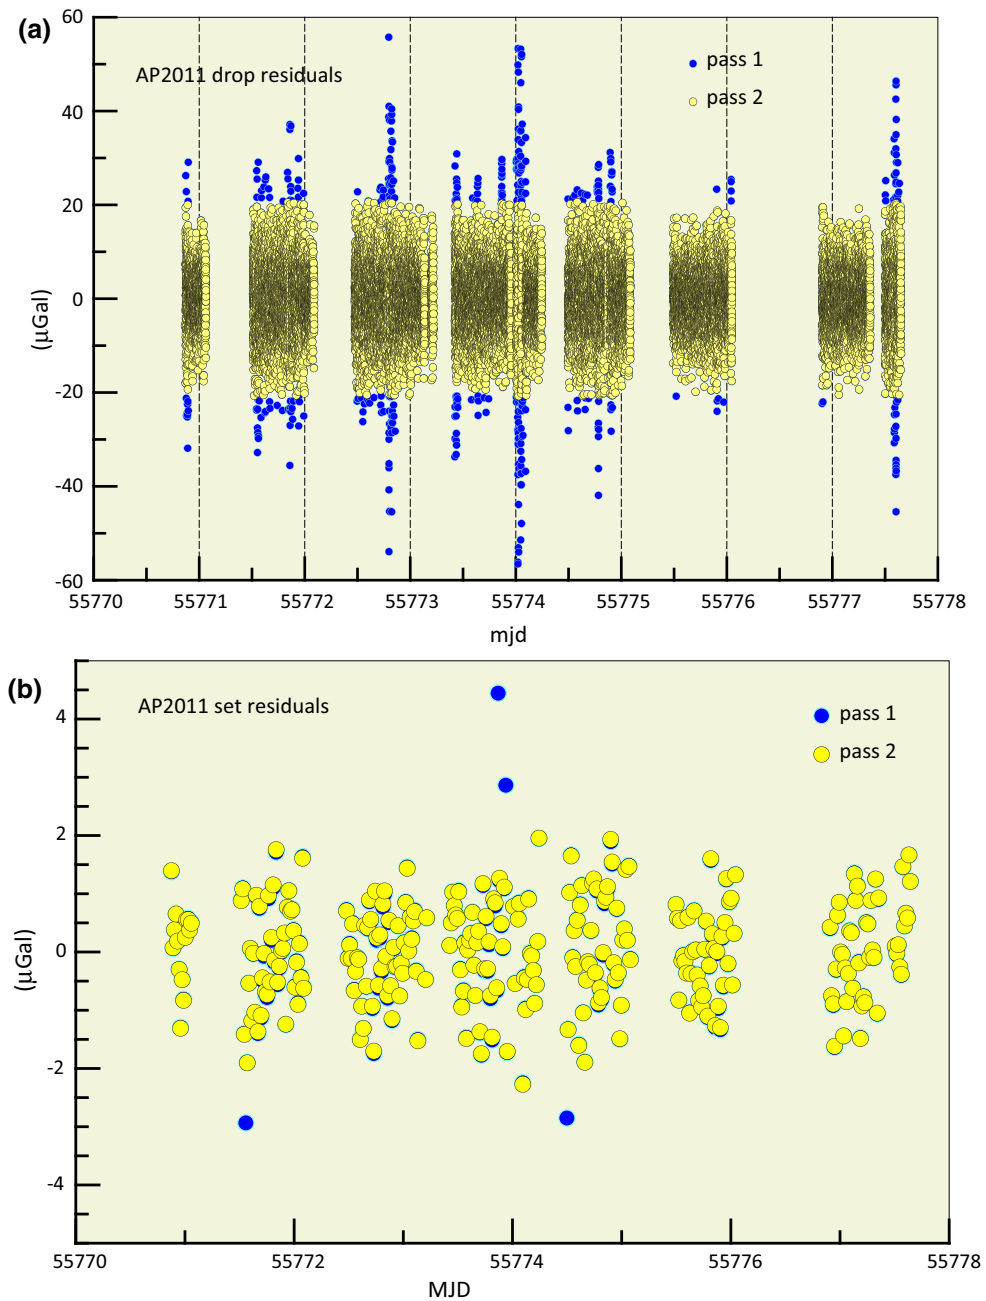 (a)
60
AP2011 drop residuals
pass 1
pass 2
40
20
0
-20
-40
-60
(µGal)
55770 55771 55772 55773 55774 55775 55776 55777 55778
mjd
(b)
AP2011 set residuals
pass 1
pass 2
4
2
0
-2
-4
(µGal)
55770 55772 55774 55776 55778
MJD